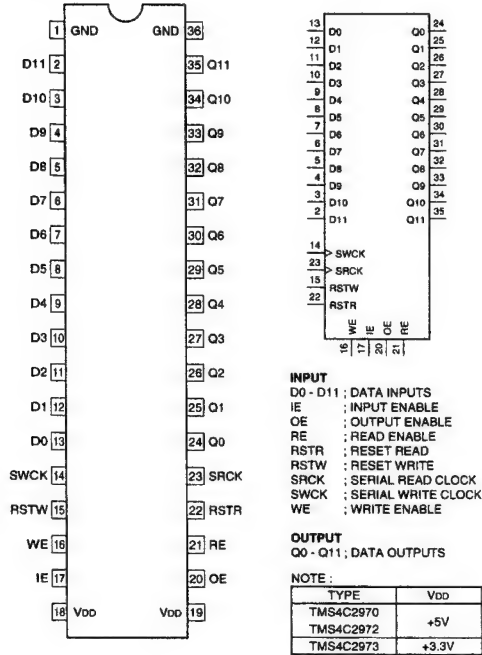 1 GND GND 36
D11 2 35 Q11
D10 3 34 Q10
D9 4 33 Q9
D8 5 32 Q8
D7 6 31 Q7
D6 7 30 Q6
D5 8 29 Q5
D4 9 28 Q4
D3 10 27 Q3
D2 11 26 Q2
D1 12 25 Q1
D0 13 24 Q0
SWCK 14 23 SRCK
RSTW 15 22 RSTR
WE 16 21 RE
IE 17 20 OE
18 VDD VDD 19
13 D0 Q0 24
12 D1 Q1 25
11 D2 Q2 26
10 D3 Q3 27
9 D4 Q4 28
8 D5 Q5 29
7 D6 Q6 30
6 D7 Q7 31
5 D8 Q8 32
4 D9 Q9 33
3 D10 Q10 34
2 D11 Q11 35
14 SWCK
23 SRCK
15 RSTW
22 RSTR
WE IE OE RE
16 17 20 21
INPUT
D0 - D11 ; DATA INPUTS
IE ; INPUT ENABLE
OE ; OUTPUT ENABLE
RE ; READ ENABLE
RSTR ; RESET READ
RSTW ; RESET WRITE
SRCK ; SERIAL READ CLOCK
SWCK ; SERIAL WRITE CLOCK
WE ; WRITE ENABLE
OUTPUT
Q0 - Q11 ; DATA OUTPUTS
NOTE :
TYPE VDD
TMS4C2970
+5V
TMS4C2972
TMS4C2973 +3.3V